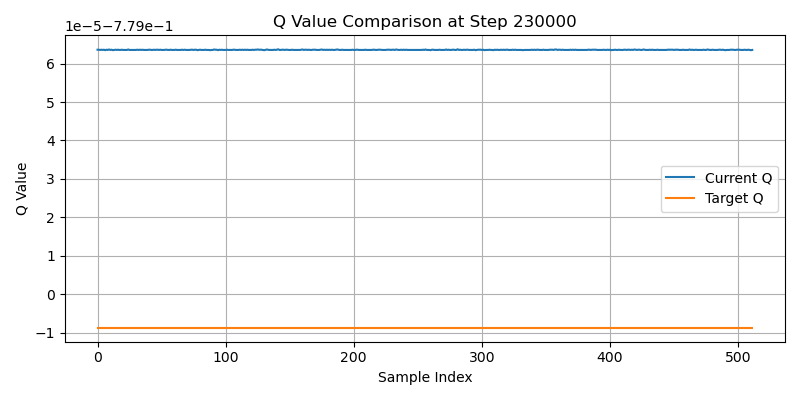 Q Value Comparison at Step 230000
1e−5−7.79e−1
6
5
4
3
2
1
0
−1
Q Value
Current Q
Target Q
0
100
200
300
400
500
Sample Index